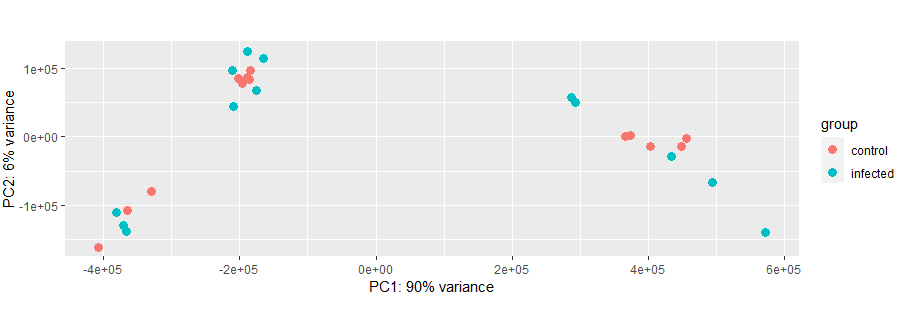 PC2: 6% variance
1e+05
0e+00
-1e+05
-4e+05
-2e+05
0e+00
2e+05
4e+05
6e+05
PC1: 90% variance
group
control
infected